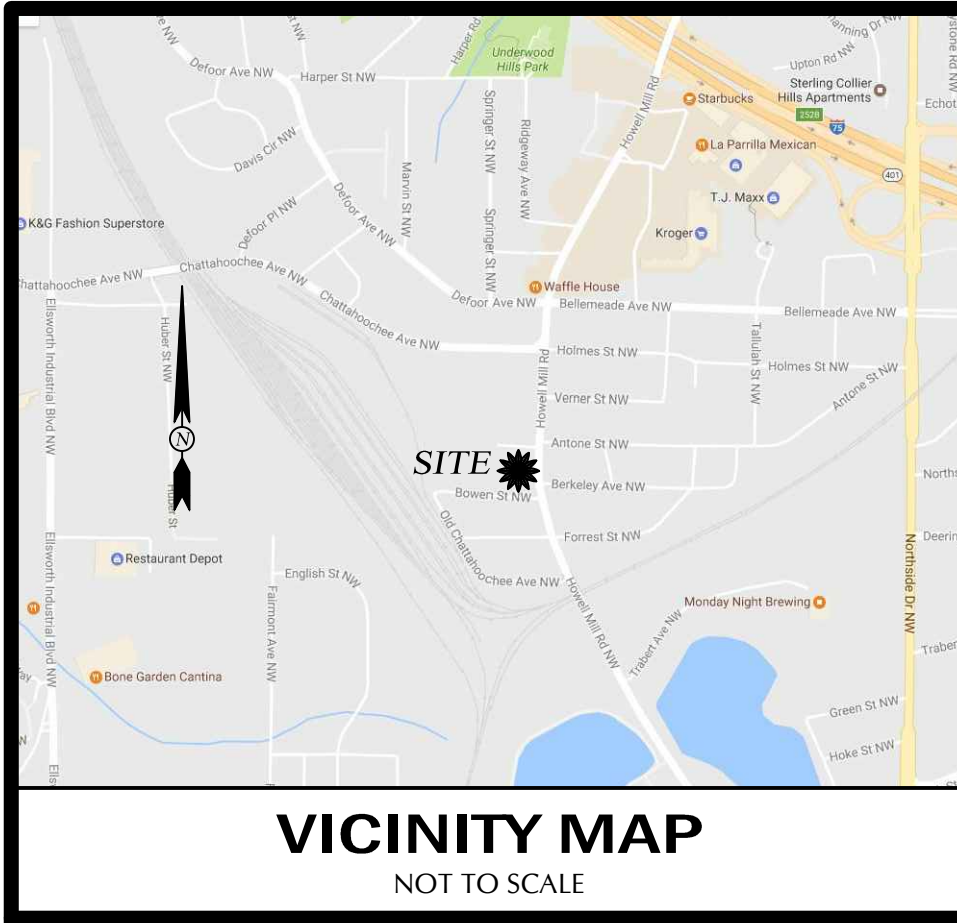 Defoor Ave NW
Harper St NW
Harper Rd
Underwood
Hills Park
Howell Mill Rd
Upton Rd NW
Sterling Collier
Hills Apartments
Starbucks
252B
75
Echot
La Parrilla Mexican
401
T.J. Maxx
Kroger
Davis Cir NW
Springer St NW
Ridgeway Ave NW
Marvin St NW
Defoor Pl NW
Defoor Ave NW
Springer St NW
K&G Fashion Superstore
Chattahoochee Ave NW
hattahoochee Ave NW
Chattahoochee Ave NW
Waffle House
Defoor Ave NW
Bellemeade Ave NW
Bellemeade Ave NW
Ellsworth Industrial Blvd NW
Huber St NW
Howell Mill Rd
Holmes St NW
Holmes St NW
Tallulah St NW
Antone St NW
Verner St NW
N
Antone St NW
SITE
Berkeley Ave NW
Bowen St NW
Norths
Huber St
Old Chattahoochee Ave NW
Forrest St NW
Deerin
Northside Dr NW
Ellsworth Industrial Blvd NW
Restaurant Depot
English St NW
Fairmont Ave NW
Howell Mill Rd NW
Monday Night Brewing
Trabert Ave NW
Traber
Bone Garden Cantina
Green St NW
Hoke St NW
Ells
VICINITY MAP
NOT TO SCALE